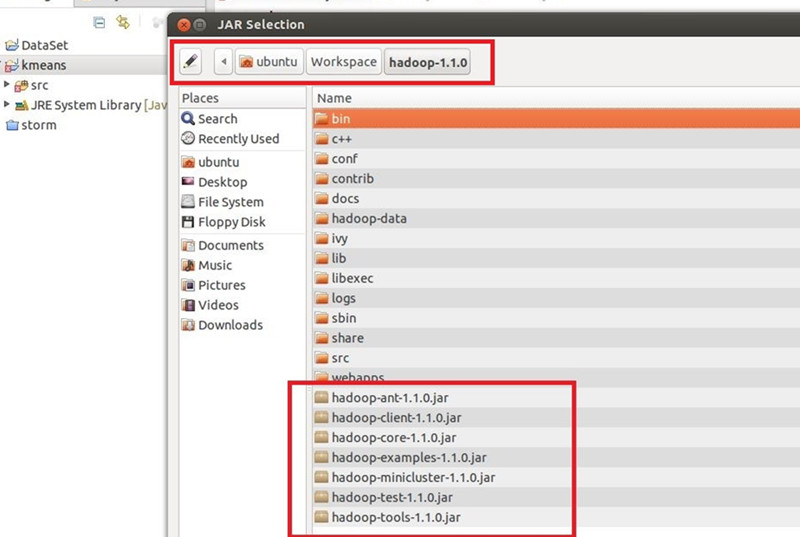 JAR Selection
DataSet
kmeans
src
JRE System Library [Jav
storm
ubuntu Workspace hadoop-1.1.0
Places
Search
Recently Used
ubuntu
Desktop
File System
Floppy Disk
Documents
Music
Pictures
Videos
Downloads
Name
bin
c++
conf
contrib
docs
hadoop-data
ivy
lib
libexec
logs
sbin
share
src
webapps
hadoop-ant-1.1.0.jar
hadoop-client-1.1.0.jar
hadoop-core-1.1.0.jar
hadoop-examples-1.1.0.jar
hadoop-minicluster-1.1.0.jar
hadoop-test-1.1.0.jar
hadoop-tools-1.1.0.jar